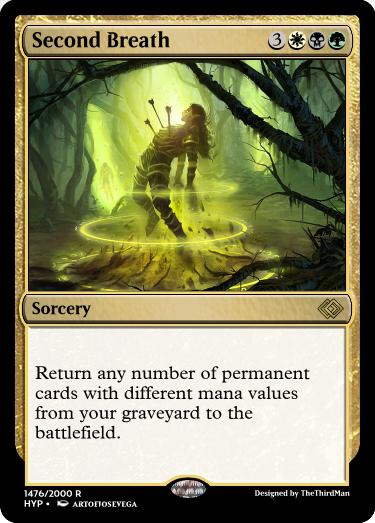 Second Breath 3
Sorcery
Return any number of permanent
cards with different mana values
from your graveyard to the
battlefield.
1476/2000 R
Designed by TheThirdMan
HYP • ARTOFJOSEVEGA